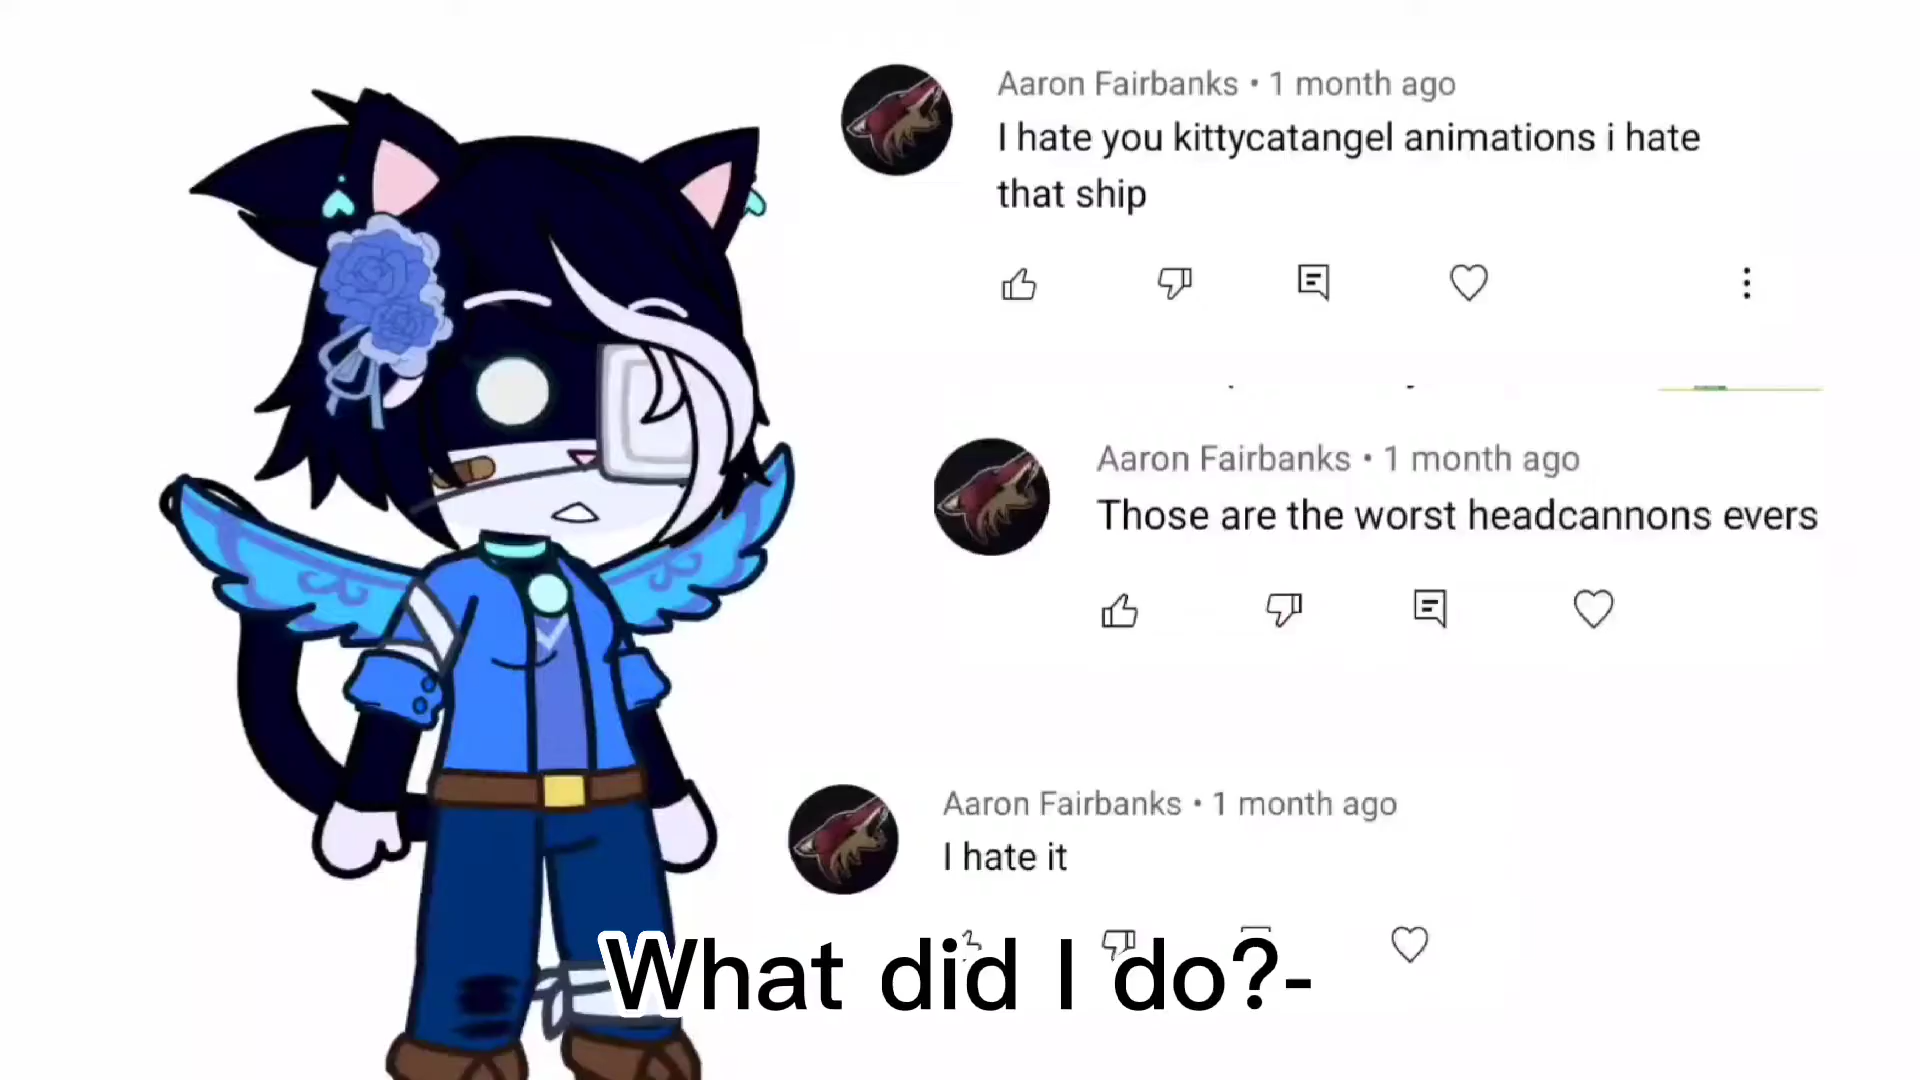 Aaron Fairbanks • 1 month ago
I hate you kittycatangel animations i hate
that ship
Aaron Fairbanks • 1 month ago
Those are the worst headcannons evers
Aaron Fairbanks • 1 month ago
I hate it
What did I do?-